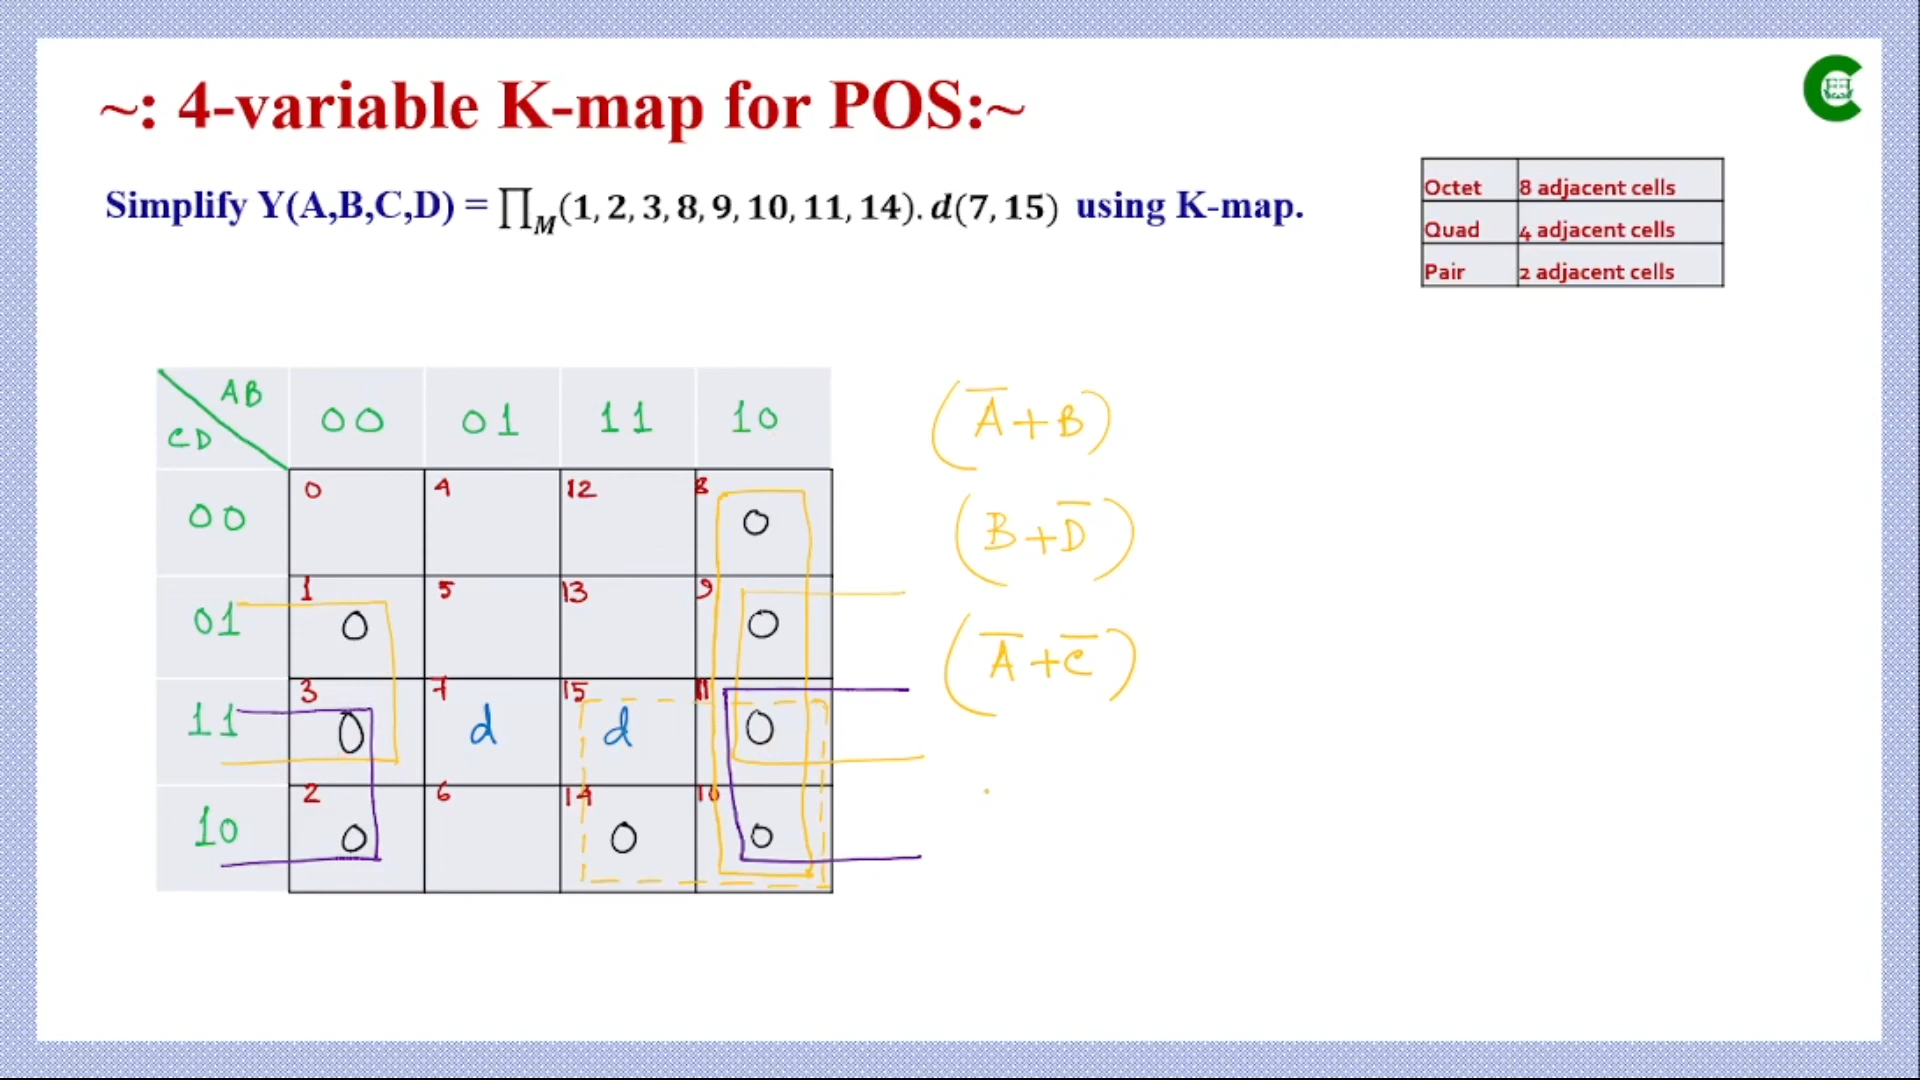 ~: 4-variable K-map for POS:~
Simplify Y(A,B,C,D) = ∏M(1, 2, 3, 8, 9, 10, 11, 14). d(7, 15) using K-map.
Octet 8 adjacent cells
Quad 4 adjacent cells
Pair 2 adjacent cells
AB
CD
00 01 11 10
00 0 4 12 8 0
01 1 0 5 13 9 0
11 3 0 7 d 15 d 11 0
10 2 0 6 14 0 10 0
(A̅+B)
(B+D̅)
(A̅+C̅)